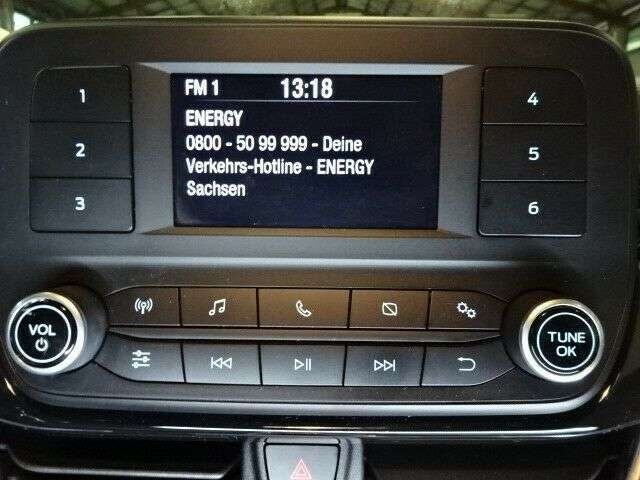 FM 1 13:18
ENERGY
0800 - 50 99 999 - Deine
Verkehrs-Hotline - ENERGY
Sachsen
1
2
3
4
5
6
VOL
TUNE
OK